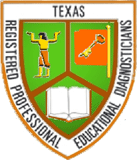 TEXAS
REGISTERED PROFESSIONAL
EDUCATIONAL DIAGNOSTICIANS